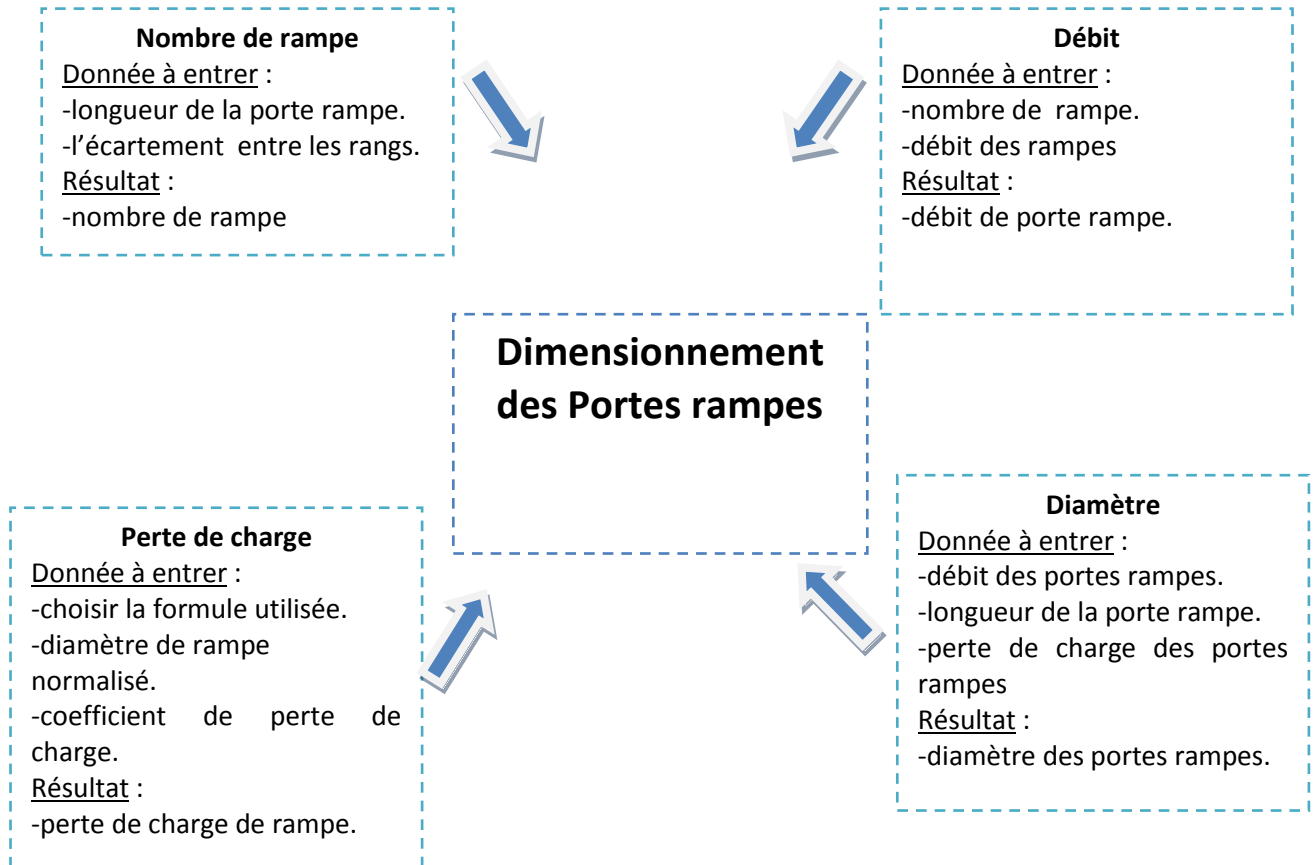 Nombre de rampe
Donnée à entrer :
-longueur de la porte rampe.
-l'écartement entre les rangs.
Résultat :
-nombre de rampe
Débit
Donnée à entrer :
-nombre de rampe.
-débit des rampes
Résultat :
-débit de porte rampe.
Dimensionnement
des Portes rampes
Perte de charge
Donnée à entrer :
-choisir la formule utilisée.
-diamètre de rampe
normalisé.
-coefficient de perte de
charge.
Résultat :
-perte de charge de rampe.
Diamètre
Donnée à entrer :
-débit des portes rampes.
-longueur de la porte rampe.
-perte de charge des portes
rampes
Résultat :
-diamètre des portes rampes.